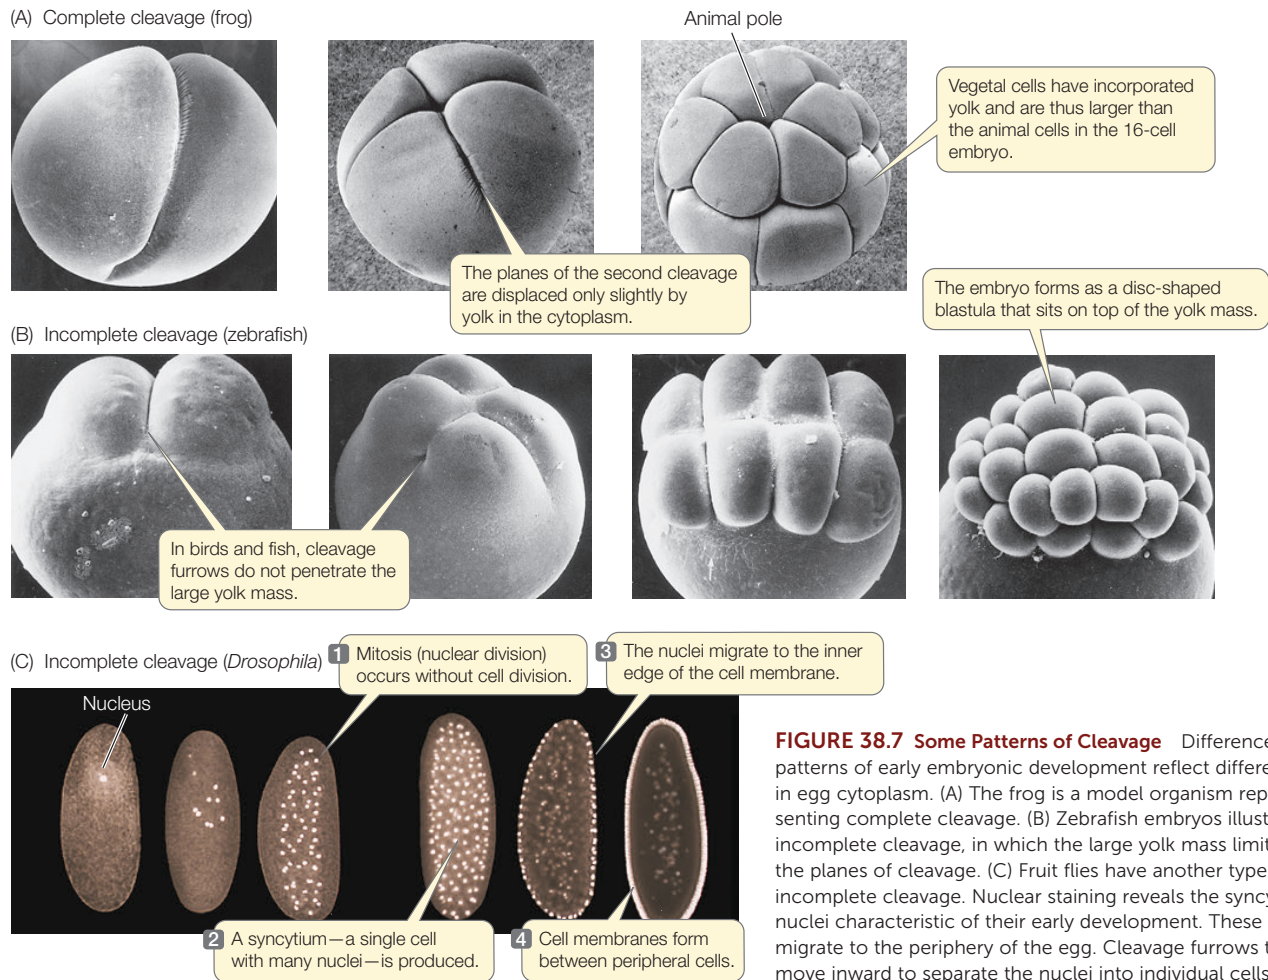 (A) Complete cleavage (frog)
Animal pole
Vegetal cells have incorporated
yolk and are thus larger than
the animal cells in the 16-cell
embryo.
The planes of the second cleavage
are displaced only slightly by
yolk in the cytoplasm.
The embryo forms as a disc-shaped
blastula that sits on top of the yolk mass.
(B) Incomplete cleavage (zebrafish)
In birds and fish, cleavage
furrows do not penetrate the
large yolk mass.
(C) Incomplete cleavage (Drosophila)
1 Mitosis (nuclear division)
occurs without cell division.
3 The nuclei migrate to the inner
edge of the cell membrane.
Nucleus
2 A syncytium—a single cell
with many nuclei—is produced.
4 Cell membranes form
between peripheral cells.
FIGURE 38.7 Some Patterns of Cleavage Difference
patterns of early embryonic development reflect differe
in egg cytoplasm. (A) The frog is a model organism rep
senting complete cleavage. (B) Zebrafish embryos illust
incomplete cleavage, in which the large yolk mass limit
the planes of cleavage. (C) Fruit flies have another type
incomplete cleavage. Nuclear staining reveals the syncy
nuclei characteristic of their early development. These
migrate to the periphery of the egg. Cleavage furrows t
move inward to separate the nuclei into individual cells